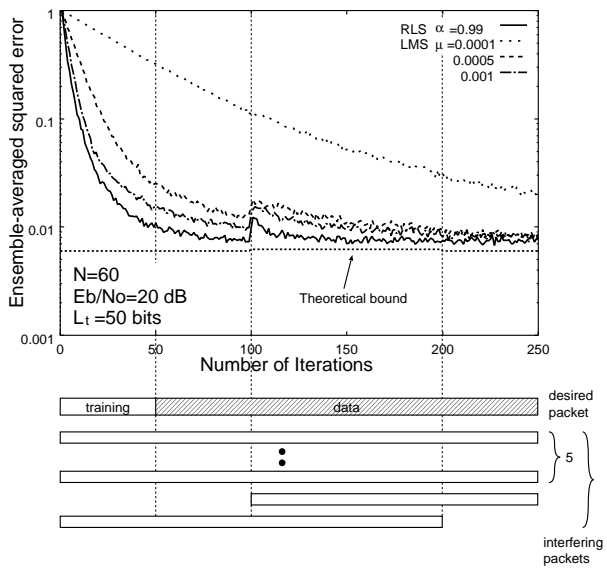 Ensemble-averaged squared error
1
0.1
0.01
0.001
RLS α =0.99
LMS μ =0.0001
0.0005
0.001
N=60
Eb/No=20 dB
Lt =50 bits
Theoretical bound
0 50 100 150 200 250
Number of Iterations
training data
desired
packet
5
interfering
packets